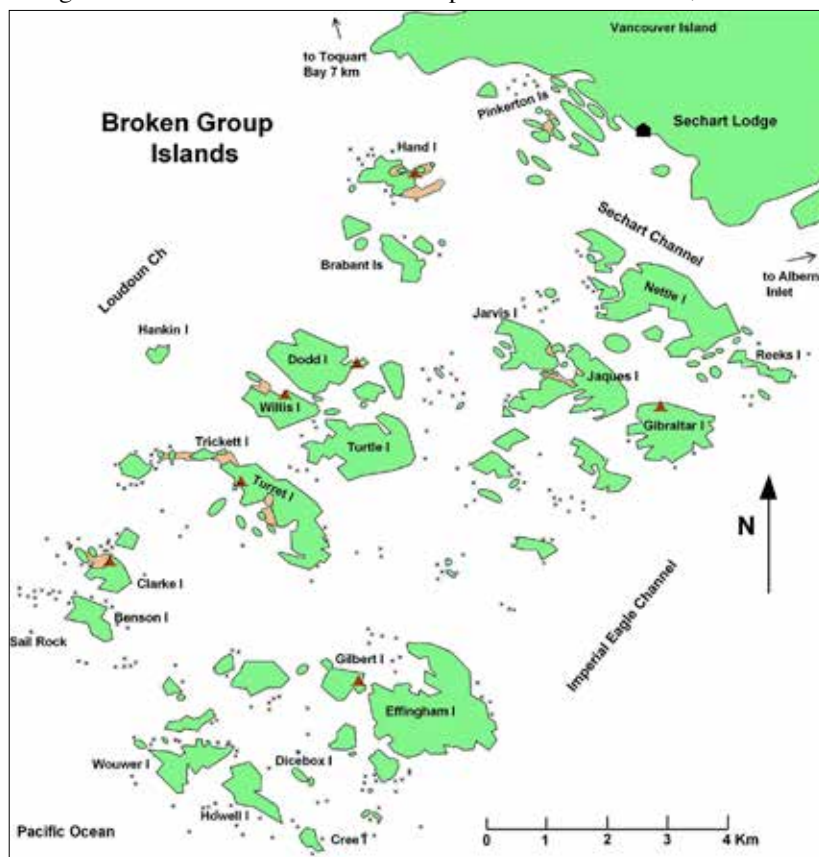 Vancouver Island
to Toquart
Bay 7 km
Pinkerton Is
Broken Group
Islands
Sechart Lodge
Hand I
Sechart Channel
Brabant Is
to Albern
Inlet
Loudoun Ch
Nettle I
Jarvis I
Hankin I
Dodd I
Reeks I
Jaques I
Willis I
Gibraltar I
Trickett I
Turtle I
Turret I
N
Clarke I
Benson I
Sail Rock
Imperial Eagle Channel
Gilbert I
Effingham I
Wouwer I
Dicebox I
Howell I
Cree I
Pacific Ocean
0 1 2 3 4 Km